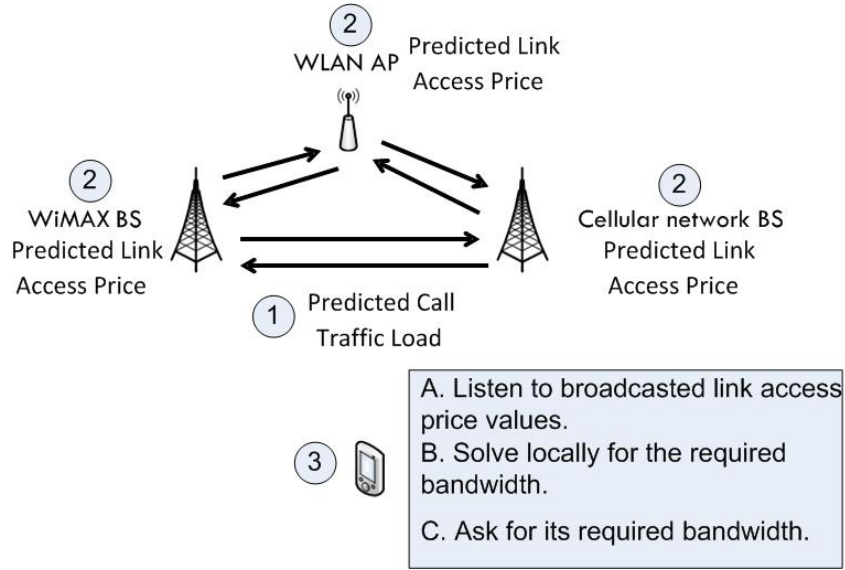 2
WLAN AP
Predicted Link
Access Price
2
WiMAX BS
Predicted Link
Access Price
2
Cellular network BS
Predicted Link
Access Price
1
Predicted Call
Traffic Load
3
A. Listen to broadcasted link access
price values.
B. Solve locally for the required
bandwidth.
C. Ask for its required bandwidth.